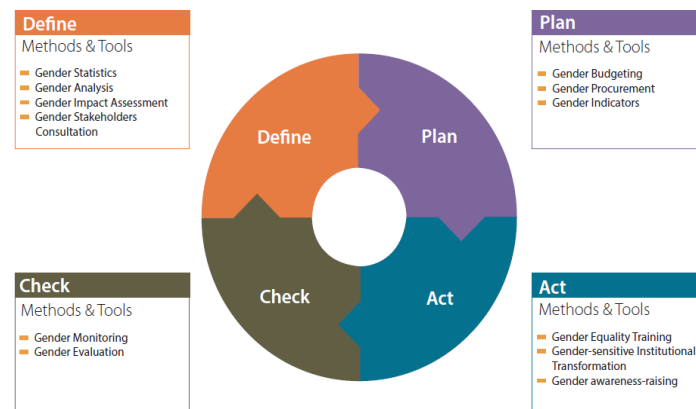 Define
Methods & Tools
Gender Statistics
Gender Analysis
Gender Impact Assessment
Gender Stakeholders
Consultation
Plan
Methods & Tools
Gender Budgeting
Gender Procurement
Gender Indicators
Define
Plan
Check
Act
Check
Methods & Tools
Gender Monitoring
Gender Evaluation
Act
Methods & Tools
Gender Equality Training
Gender-sensitive Institutional
Transformation
Gender awareness-raising